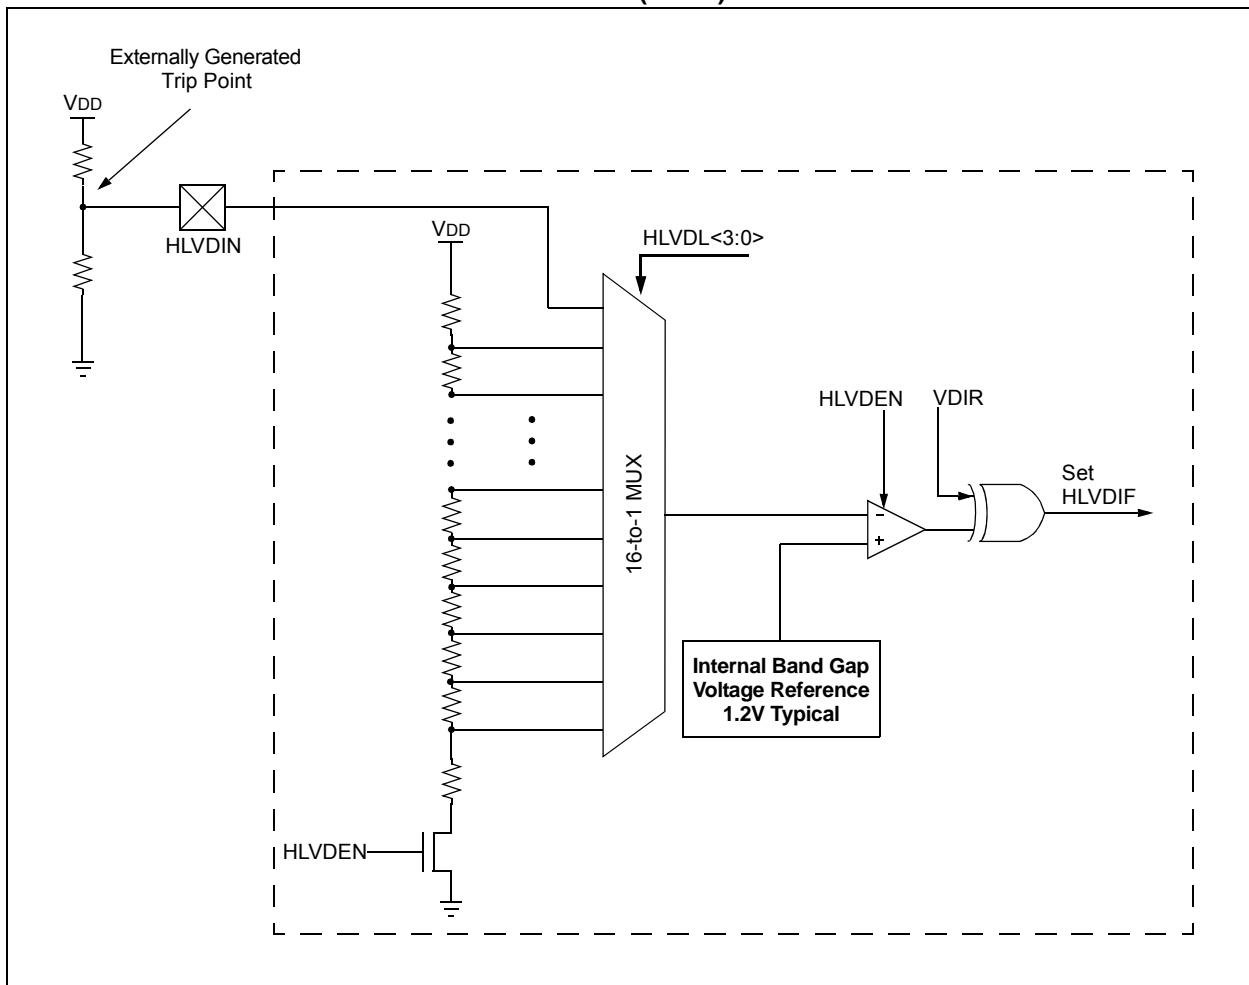 Externally Generated
Trip Point
VDD
HLVDIN
VDD
HLVDL<3:0>
16-to-1 MUX
HLVDEN
VDIR
Set
HLVDIF
-
+
Internal Band Gap
Voltage Reference
1.2V Typical
HLVDEN